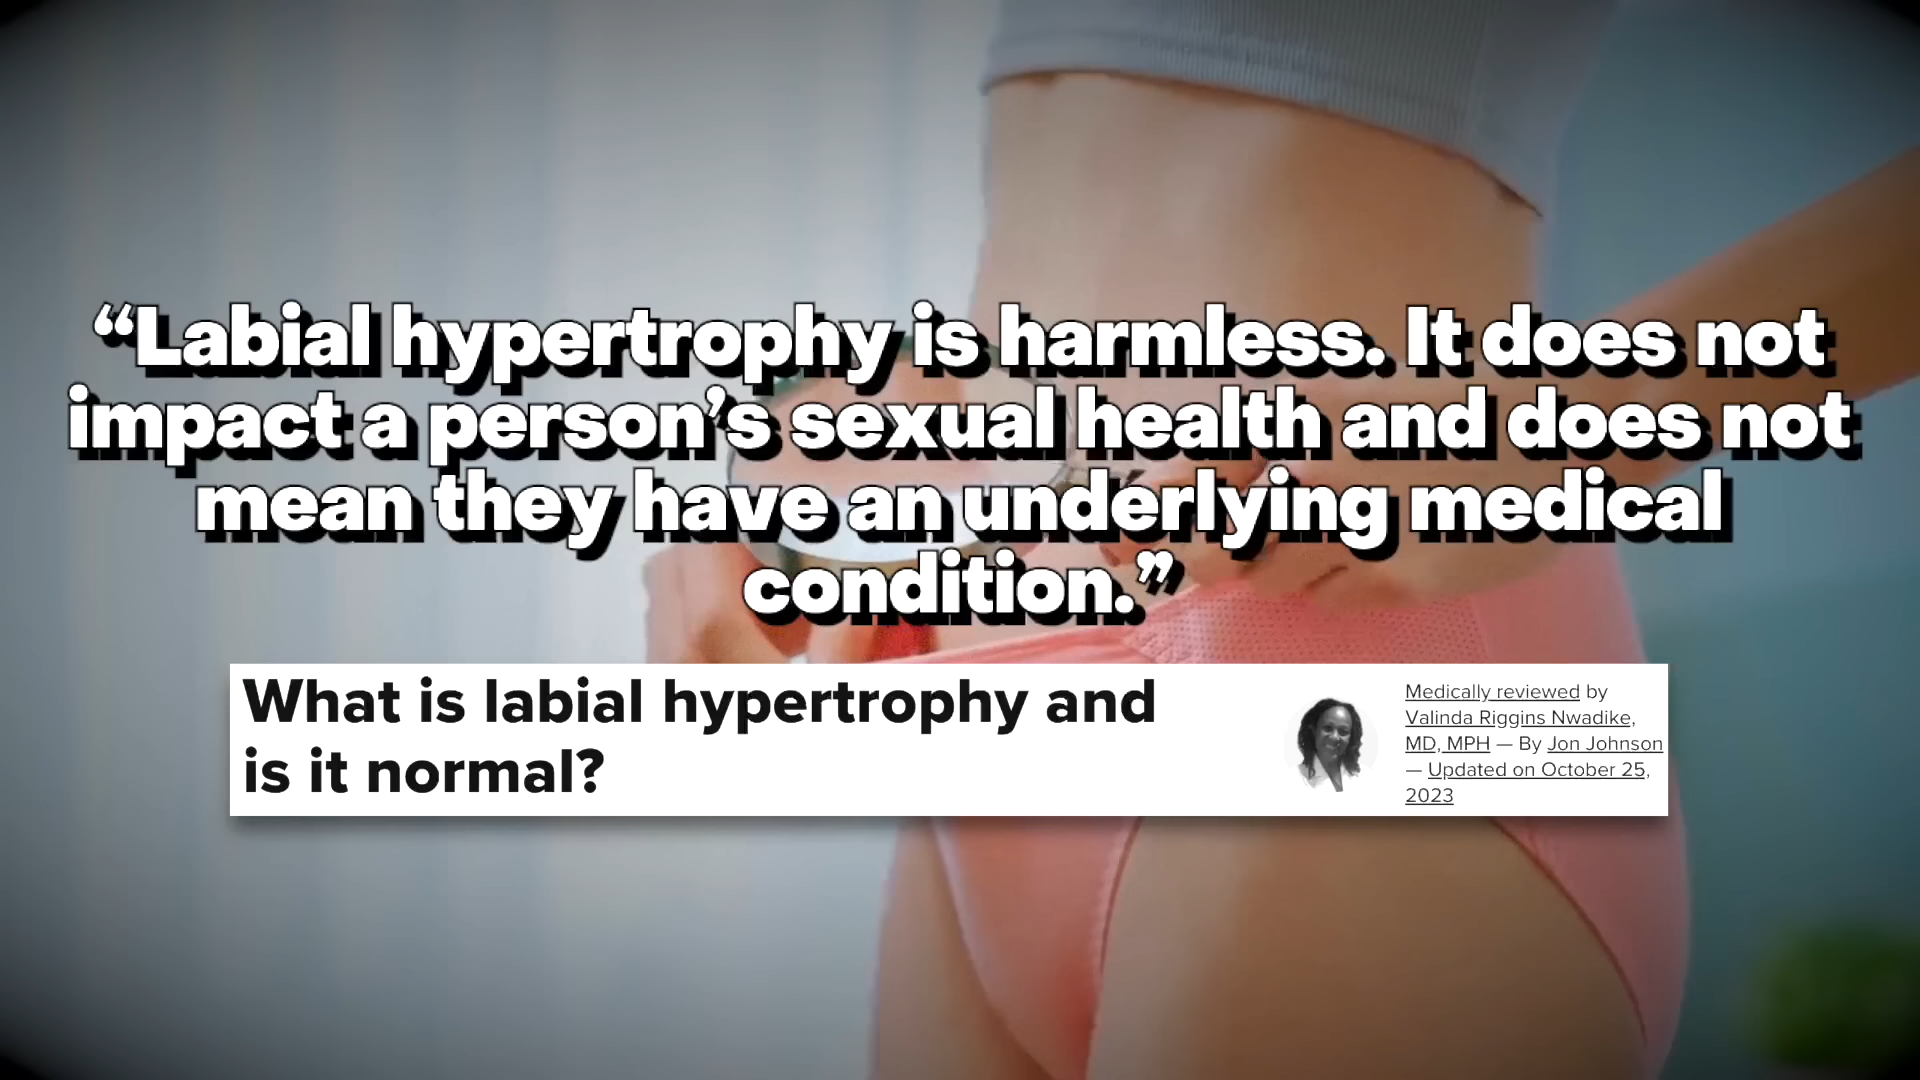 “Labial hypertrophy is harmless. It does not
impact a person’s sexual health and does not
mean they have an underlying medical
condition.”
What is labial hypertrophy and
is it normal?
Medically reviewed by
Valinda Riggins Nwadike,
MD, MPH — By Jon Johnson
— Updated on October 25,
2023